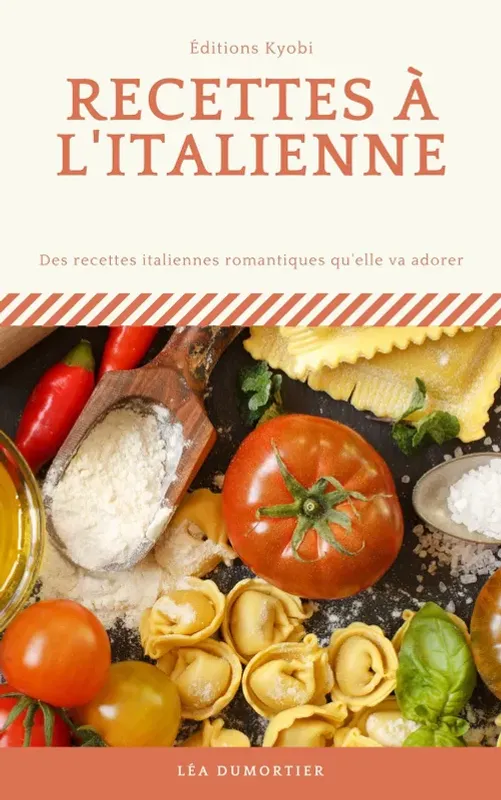 Éditions Kyobi
RECETTES À
L'ITALIENNE
Des recettes italiennes romantiques qu'elle va adorer
LÉA DUMORTIER